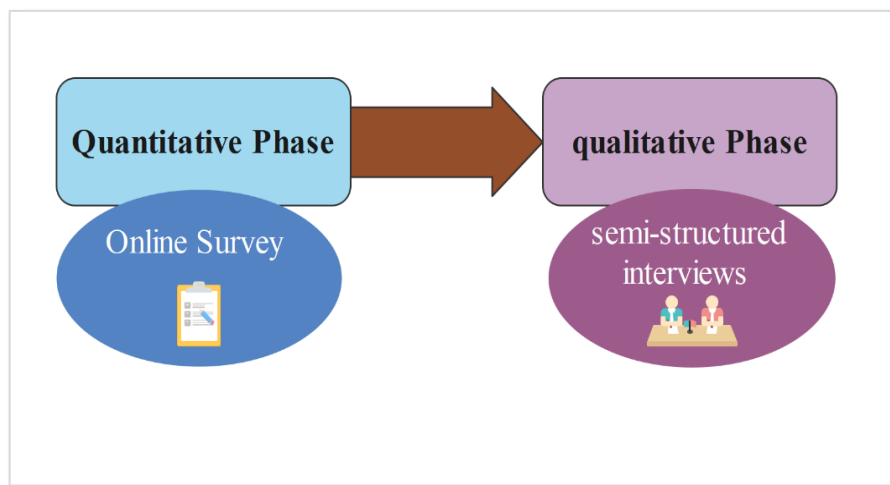 Quantitative Phase
qualitative Phase
Online Survey
semi-structured
interviews